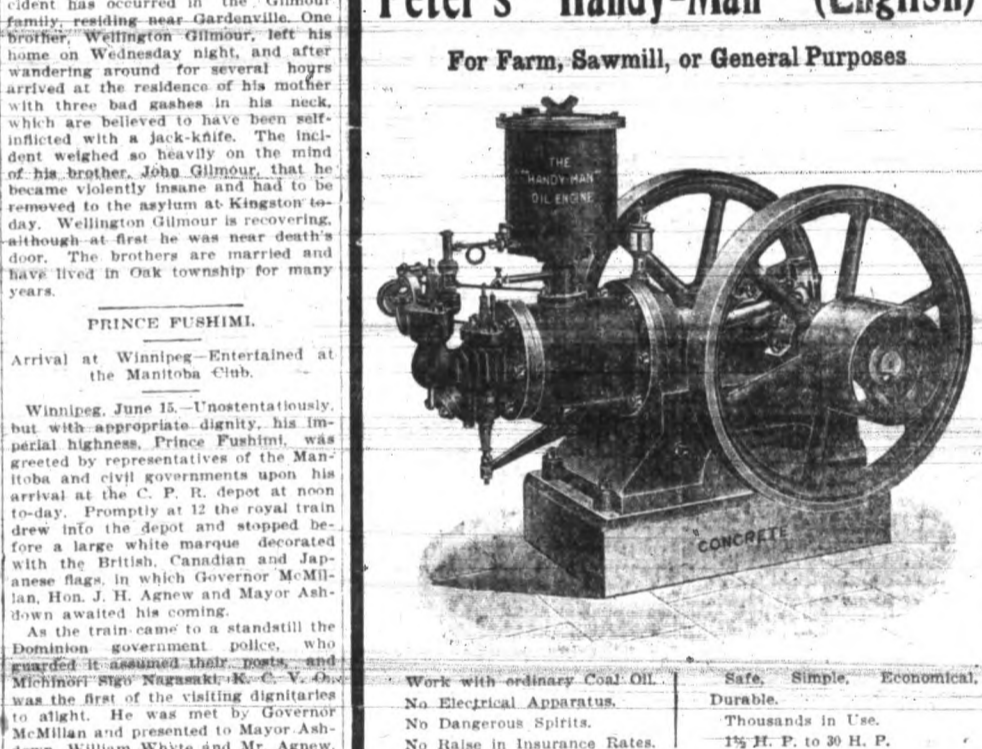 cident has occurred in the Gilmour
family, residing near Gardenville. One
brother, Wellington Gilmour, left his
home on Wednesday night, and after
wandering around for several hours
arrived at the residence of his mother
with three bad gashes in his neck,
which are believed to have been self-
inflicted with a jack-knife. The inci-
dent weighed so heavily on the mind
of his brother, John Gilmour, that he
became violently insane and had to be
removed to the asylum at Kingston to-
day. Wellington Gilmour is recovering,
although at first he was near death's
door. The brothers are married and
have lived in Oak township for many
years.
PRINCE FUSHIMI.
Arrival at Winnipeg—Entertained at
the Manitoba Club.
Winnipeg, June 15.—Unostentatiously,
but with appropriate dignity, his im-
perial highness, Prince Fushimi, was
greeted by representatives of the Man-
itoba and civil governments upon his
arrival at the C. P. R. depot at noon
to-day. Promptly at 12 the royal train
drew into the depot and stopped be-
fore a large white marque decorated
with the British, Canadian and Jap-
anese flags, in which Governor McMil-
lan, Hon. J. H. Agnew and Mayor Ash-
down awaited his coming.
As the train came to a standstill the
Dominion government police, who
guarded it assumed their posts, and
Michinori Sigo Nagasaki, K. C. V. O.,
was the first of the visiting dignitaries
to alight. He was met by Governor
McMillan and presented to Mayor Ash-
down, William Whyte and Mr. Agnew.
Peter's "Handy-Man" (English)
For Farm, Sawmill, or General Purposes
THE
"HANDY-MAN"
OIL ENGINE
"CONCRETE
Work with ordinary Coal Oil.
No Electrical Apparatus.
No Dangerous Spirits.
No Raise in Insurance Rates.
Safe, Simple, Economical,
Durable.
Thousands in Use.
1½ H. P. to 30 H. P.